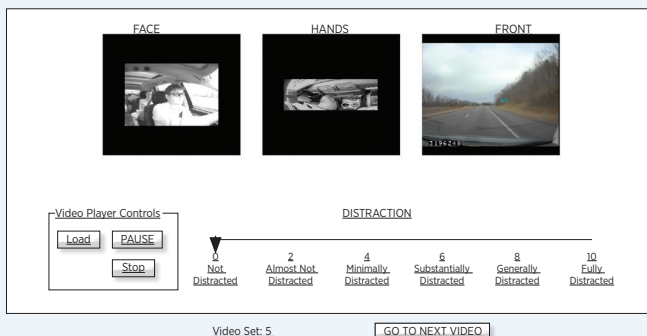 FACE HANDS FRONT
3196248
Video Player Controls DISTRACTION
Load PAUSE
Stop
0 2 4 6 8 10
Not Almost Not Minimally Substantially Generally Fully
Distracted Distracted Distracted Distracted Distracted Distracted
Video Set: 5 GO TO NEXT VIDEO